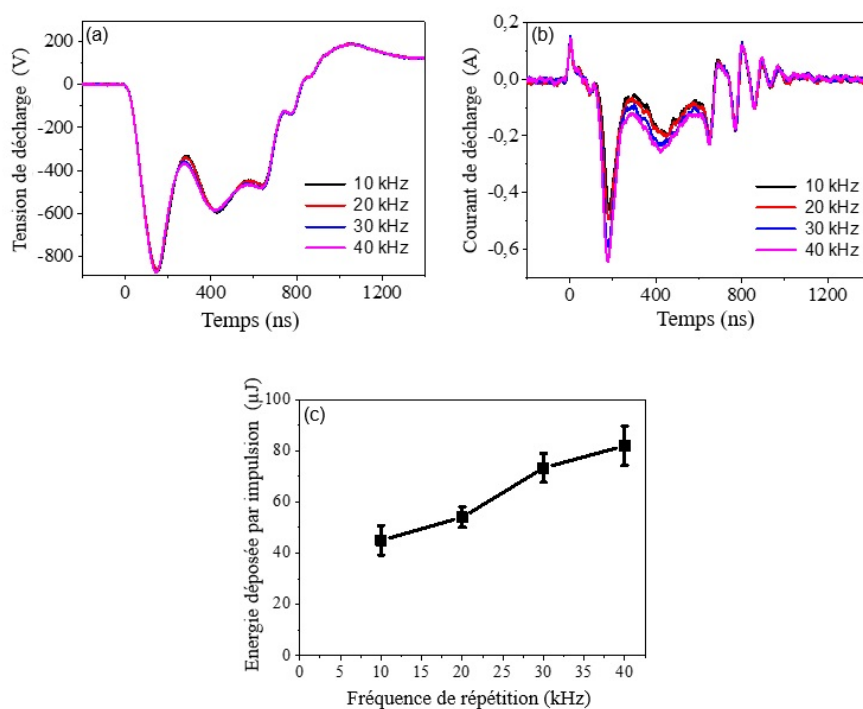 (a)
200
0
-200
-400
-600
-800
Tension de décharge (V)
10 kHz
20 kHz
30 kHz
40 kHz
0 400 800 1200
Temps (ns)
(b)
0,2
0,0
-0,2
-0,4
0,6
Courant de décharge (A)
10 kHz
20 kHz
30 kHz
40 kHz
0 400 800 1200
Temps (ns)
(c)
100
80
60
40
20
0
Energie déposée par impulsion (µJ)
0 5 10 15 20 25 30 35 40
Fréquence de répétition (kHz)